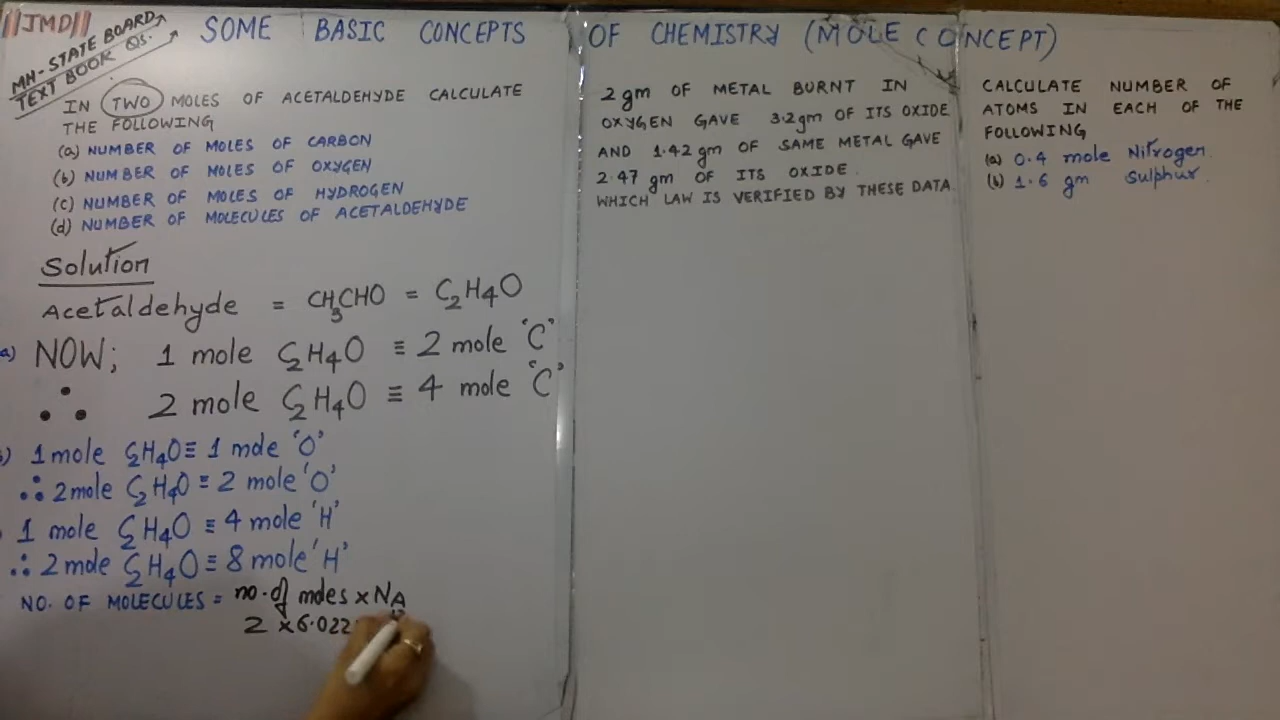 ||JMD||
MH-STATE BOARD
TEXT BOOK QS.
SOME BASIC CONCEPTS OF CHEMISTRY (MOLE CONCEPT)
IN TWO MOLES OF ACETALDEHYDE CALCULATE
THE FOLLOWING
(a) NUMBER OF MOLES OF CARBON
(b) NUMBER OF MOLES OF OXYGEN
(c) NUMBER OF MOLES OF HYDROGEN
(d) NUMBER OF MOLECULES OF ACETALDEHYDE
Solution
Acetaldehyde = CH3CHO = C2H4O
a) NOW; 1 mole C2H4O ≡ 2 mole 'C'
∴ 2 mole C2H4O ≡ 4 mole 'C'
) 1 mole C2H4O ≡ 1 mole 'O'
∴ 2 mole C2H4O ≡ 2 mole 'O'
1 mole C2H4O ≡ 4 mole 'H'
∴ 2 mole C2H4O ≡ 8 mole 'H'
NO. OF MOLECULES = no. of moles × NA
2 × 6.022
2 gm OF METAL BURNT IN
OXYGEN GAVE 3.2 gm OF ITS OXIDE
AND 1.42 gm OF SAME METAL GAVE
2.47 gm OF ITS OXIDE.
WHICH LAW IS VERIFIED BY THESE DATA.
CALCULATE NUMBER OF
ATOMS IN EACH OF THE
FOLLOWING
(a) 0.4 mole Nitrogen.
(b) 1.6 gm Sulphur.